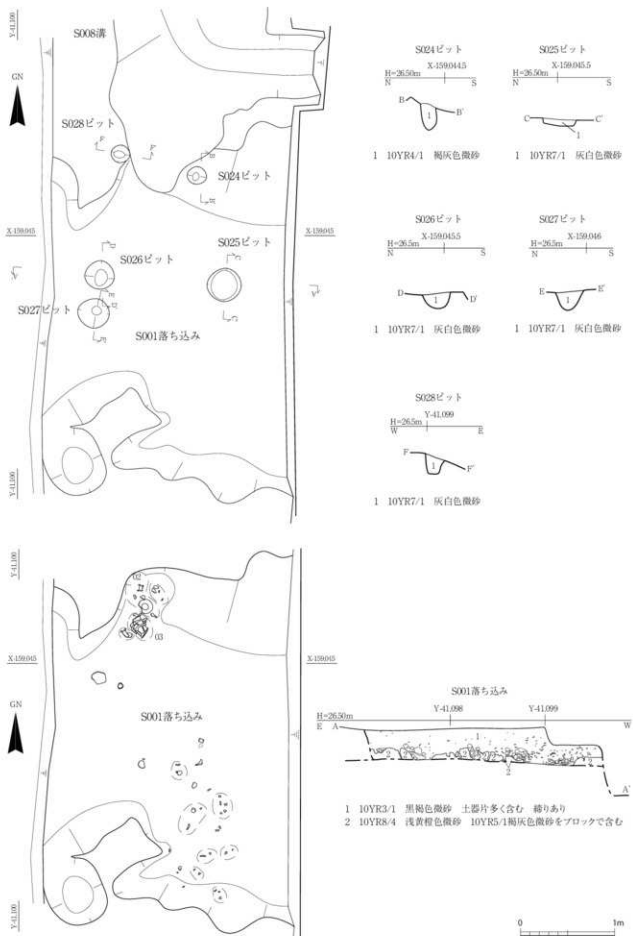 Y-41,100
S008溝
GN
S028ピット
F
F'
B
S024ピット
B'
X-159,045
X-159,045
D
S026ピット
S025ピット
C
A'
A
E
D'
S027ピット
E'
C'
S001落ち込み
Y-41,100
S024ピット
X-159,044.5
H=26.50m
N
S
B
B'
1
1 10YR4/1 褐灰色微砂
S025ピット
X-159,045.5
H=26.50m
N
S
C
C'
1
1 10YR7/1 灰白色微砂
S026ピット
X-159,045.5
H=26.5m
N
S
D
D'
1
1 10YR7/1 灰白色微砂
S027ピット
X-159,046
H=26.5m
N
S
E
E'
1
1 10YR7/1 灰白色微砂
S028ピット
Y-41,099
H=26.5m
W
E
F
F'
1
1 10YR7/1 灰白色微砂
Y-41,100
02
03
X-159,045
X-159,045
S001落ち込み
GN
Y-41,100
S001落ち込み
Y-41,098
Y-41,099
H=26.50m
E
A
W
1
2
2
2
2
A'
1 10YR3/1 黒褐色微砂 土器片多く含む 締りあり
2 10YR8/4 浅黄橙色微砂 10YR5/1褐灰色微砂をブロックで含む
0
1m